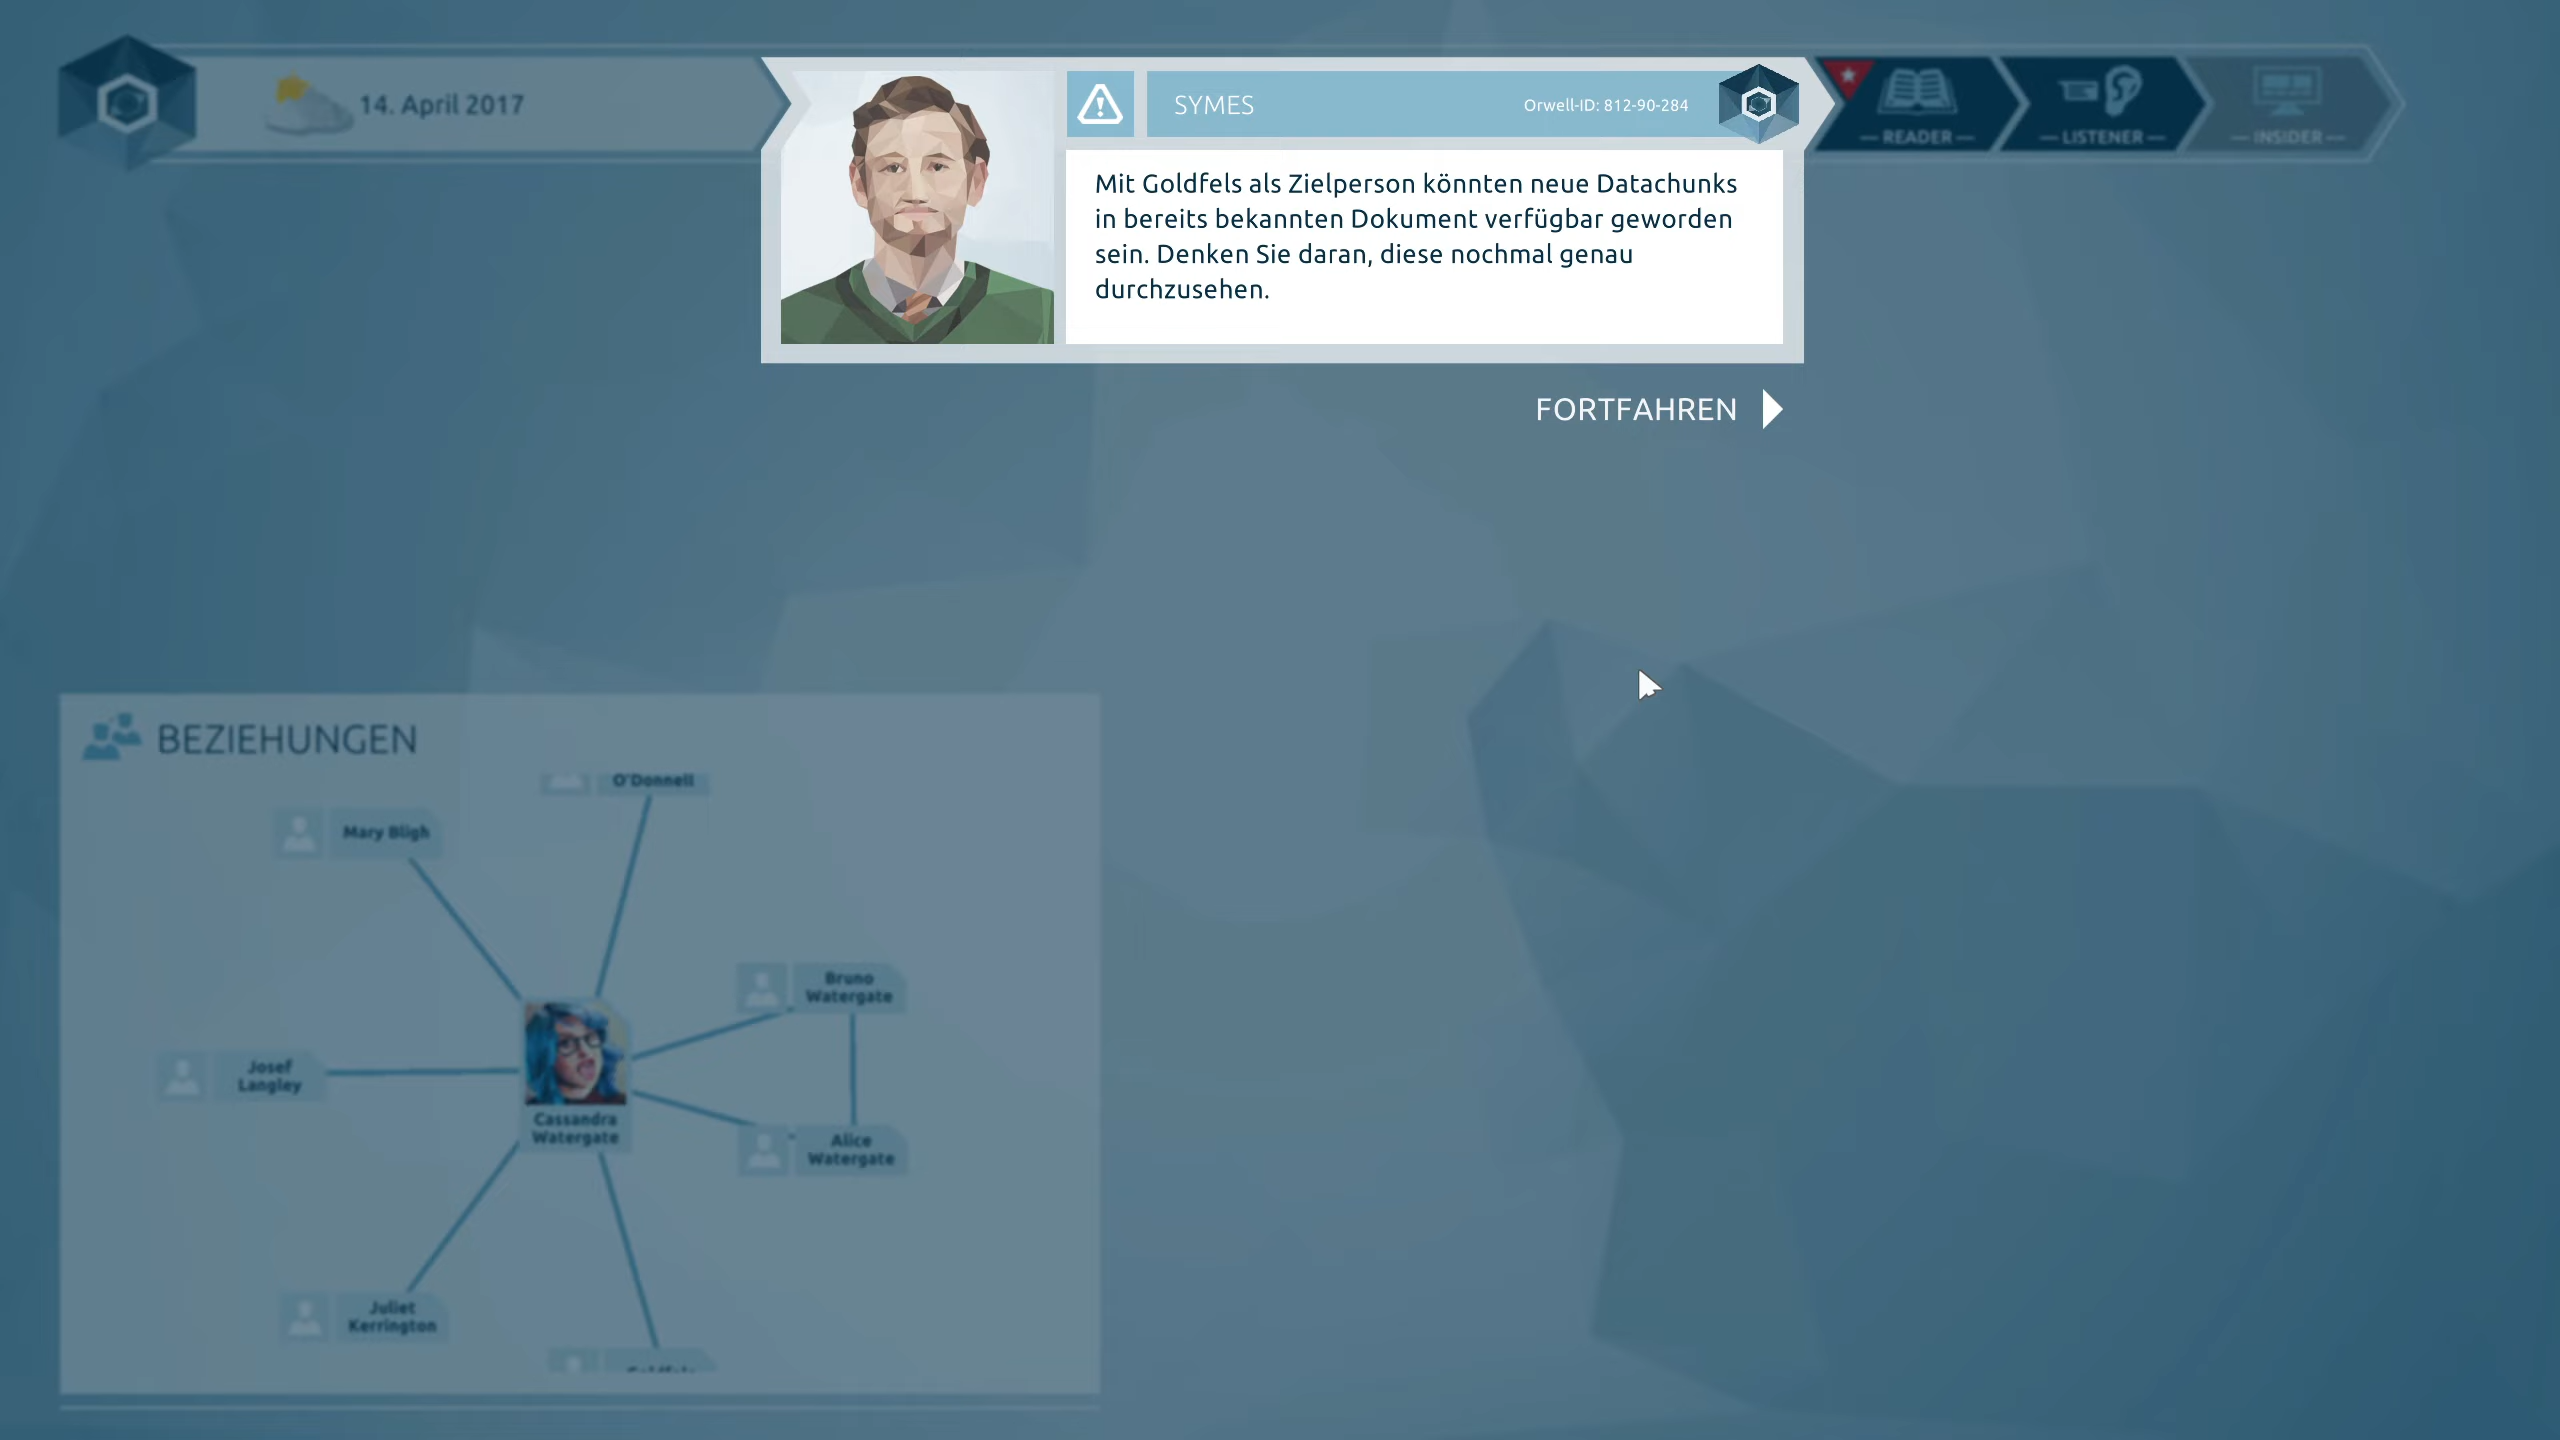 14. April 2017
SYMES
Orwell-ID: 812-90-284
— READER —
— LISTENER —
— INSIDER —
Mit Goldfels als Zielperson könnten neue Datachunks
in bereits bekannten Dokument verfügbar geworden
sein. Denken Sie daran, diese nochmal genau
durchzusehen.
FORTFAHREN
BEZIEHUNGEN
O'Donnell
Mary Bligh
Bruno
Watergate
Josef
Langley
Cassandra
Watergate
Alice
Watergate
Juliet
Kerrington